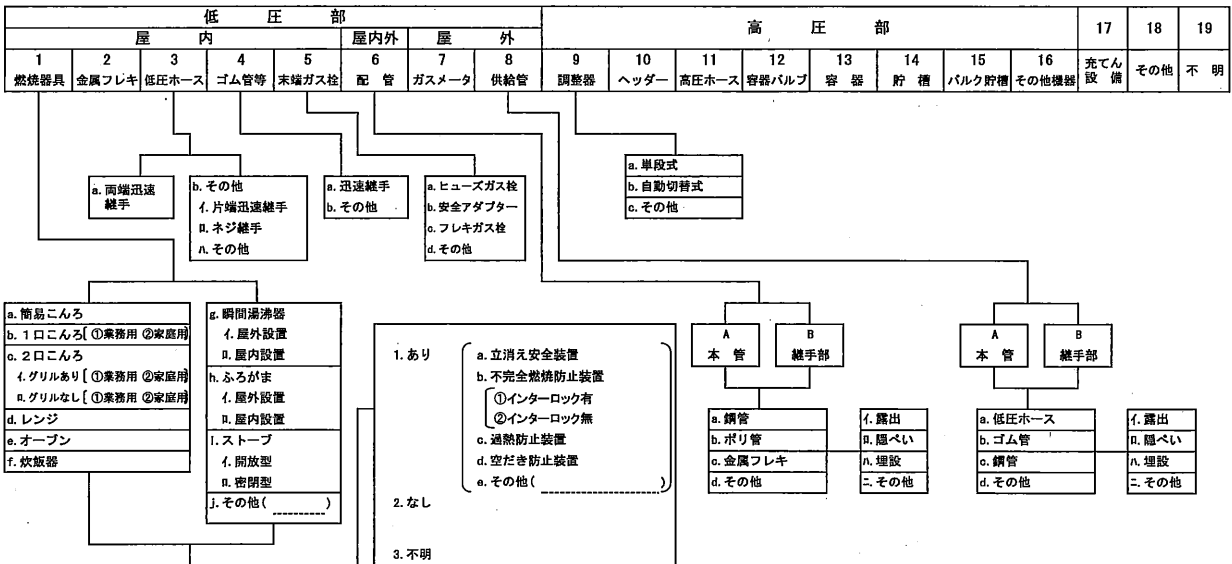 低圧部
高圧部
17
18
19
屋内
屋内外
屋外
1
2
3
4
5
6
7
8
9
10
11
12
13
14
15
16
充てん設備
その他
不明
燃焼器具
金属フレキ
低圧ホース
ゴム管等
末端ガス栓
配管
ガスメータ
供給管
調整器
ヘッダー
高圧ホース
容器バルブ
容器
貯槽
バルク貯槽
その他機器
a. 両端迅速
継手
b. その他
イ. 片端迅速継手
ロ. ネジ継手
ハ. その他
a. 迅速継手
b. その他
a. ヒューズガス栓
b. 安全アダプター
c. フレキガス栓
d. その他
a. 単段式
b. 自動切替式
c. その他
a. 簡易こんろ
b. 1口こんろ[ ①業務用 ②家庭用]
c. 2口こんろ
イ. グリルあり [ ①業務用 ②家庭用]
ロ. グリルなし [ ①業務用 ②家庭用]
d. レンジ
e. オーブン
f. 炊飯器
g. 瞬間湯沸器
イ. 屋外設置
ロ. 屋内設置
h. ふろがま
イ. 屋外設置
ロ. 屋内設置
I. ストーブ
イ. 開放型
ロ. 密閉型
j. その他( )
1. あり
a. 立消え安全装置
b. 不完全燃焼防止装置
①インターロック有
②インターロック無
c. 過熱防止装置
d. 空だき防止装置
e. その他( )
2. なし
3. 不明
A
本管
B
継手部
a. 鋼管
b. ポリ管
c. 金属フレキ
d. その他
イ. 露出
ロ. 隠ぺい
ハ. 埋設
ニ. その他
A
本管
B
継手部
a. 低圧ホース
b. ゴム管
c. 鋼管
d. その他
イ. 露出
ロ. 隠ぺい
ハ. 埋設
ニ. その他